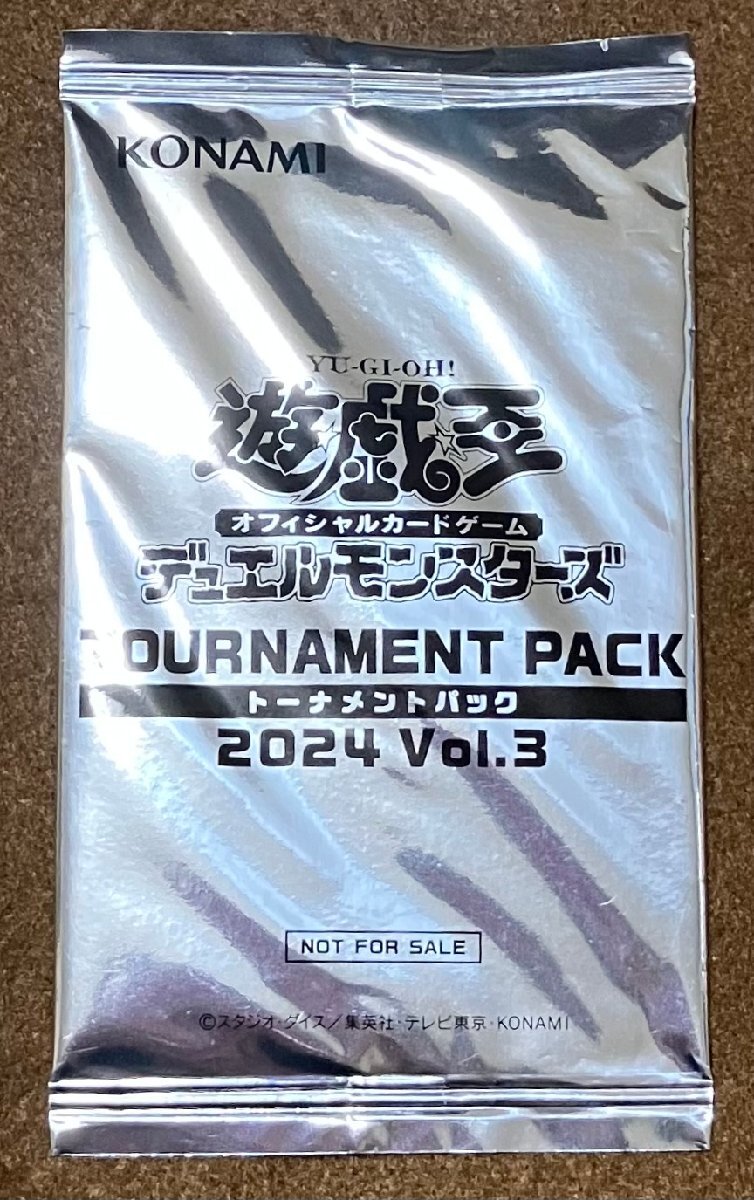 KONAMI
YU-GI-OH!
遊戯王
オフィシャルカードゲーム
デュエルモンスターズ
TOURNAMENT PACK
トーナメントパック
2024 Vol.3
NOT FOR SALE
©スタジオ・ダイス／集英社・テレビ東京・KONAMI